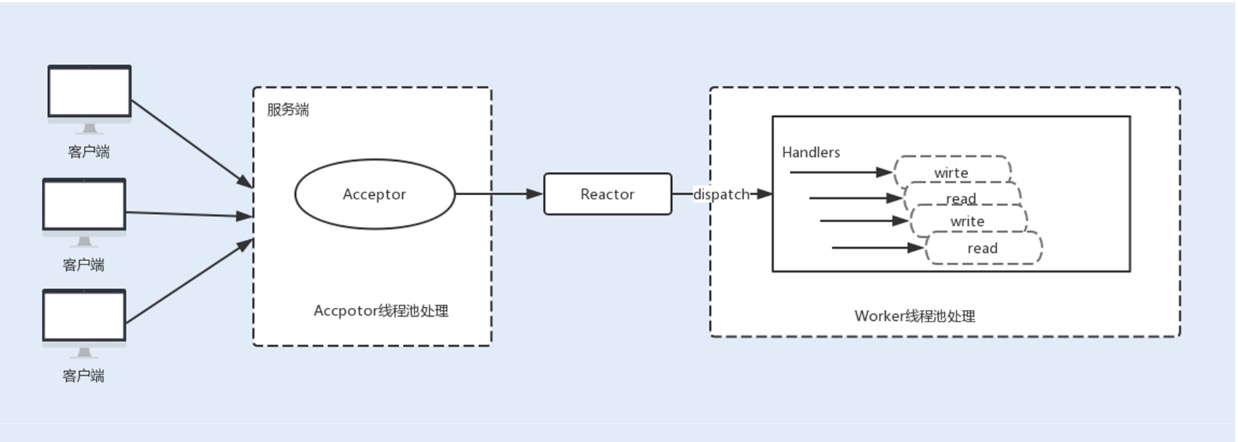 客户端
客户端
客户端
服务端
Acceptor
Accpotor线程池处理
Reactor
dispatch
Handlers
wirte
read
write
read
Worker线程池处理